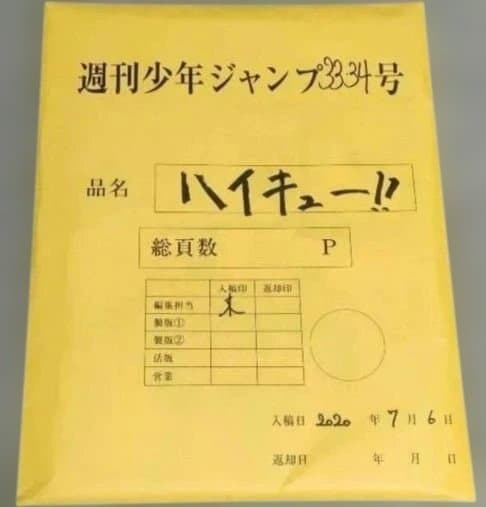 週刊少年ジャンプ33.34号
品名 ハイキュー!!
総頁数 P
入稿印 返却印
編集担当 末
製版①
製版②
活版
営業
入稿日 2020 年 7 月 6 日
返却日 年 月 日